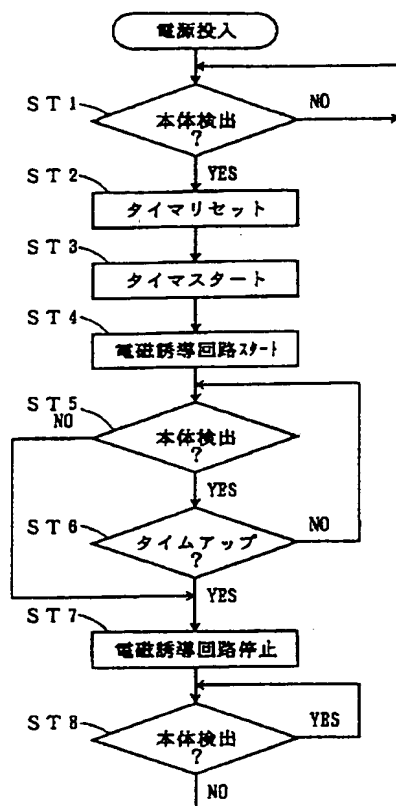 電源投入
ST1
本体検出
?
NO
YES
ST2
タイマリセット
ST3
タイマスタート
ST4
電磁誘導回路スタート
ST5
NO
本体検出
?
YES
ST6
タイムアップ
?
NO
YES
ST7
電磁誘導回路停止
ST8
本体検出
?
YES
NO